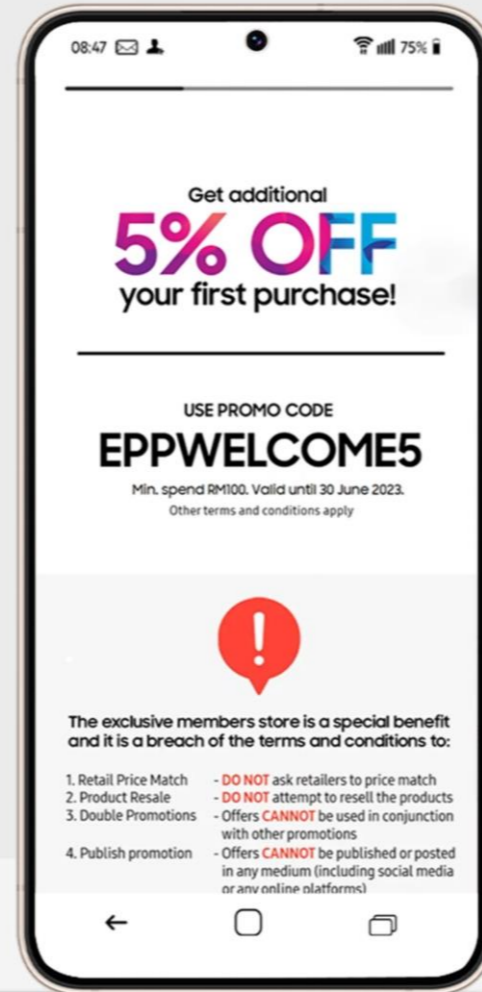 08:47 75%
Get additional
5% OFF
your first purchase!
USE PROMO CODE
EPPWELCOME5
Min. spend RM100. Valid until 30 June 2023.
Other terms and conditions apply
!
The exclusive members store is a special benefit
and it is a breach of the terms and conditions to:
1. Retail Price Match - DO NOT ask retailers to price match
2. Product Resale - DO NOT attempt to resell the products
3. Double Promotions - Offers CANNOT be used in conjunction
with other promotions
4. Publish promotion - Offers CANNOT be published or posted
in any medium (including social media
or any online platforms)